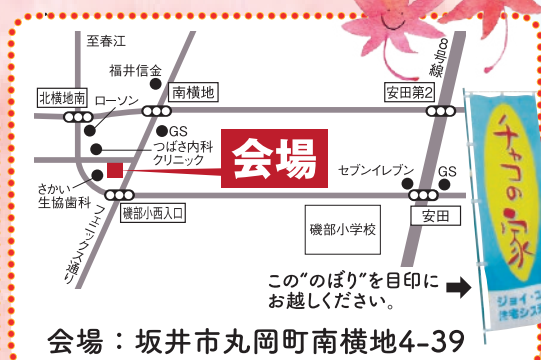 至春江
8号線
福井信金
北横地南
ローソン
南横地
安田第2
GS
つばさ内科
クリニック
会場
セブンイレブン
GS
さかい
生協歯科
磯部小西入口
フェニックス通り
磯部小学校
安田
チャコの家
この“のぼり”を目印に
お越しください。
会場：坂井市丸岡町南横地4-39